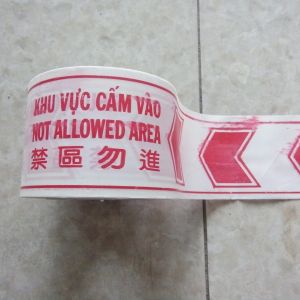 KHU VỰC CẤM VÀO
NOT ALLOWED AREA
禁區勿進